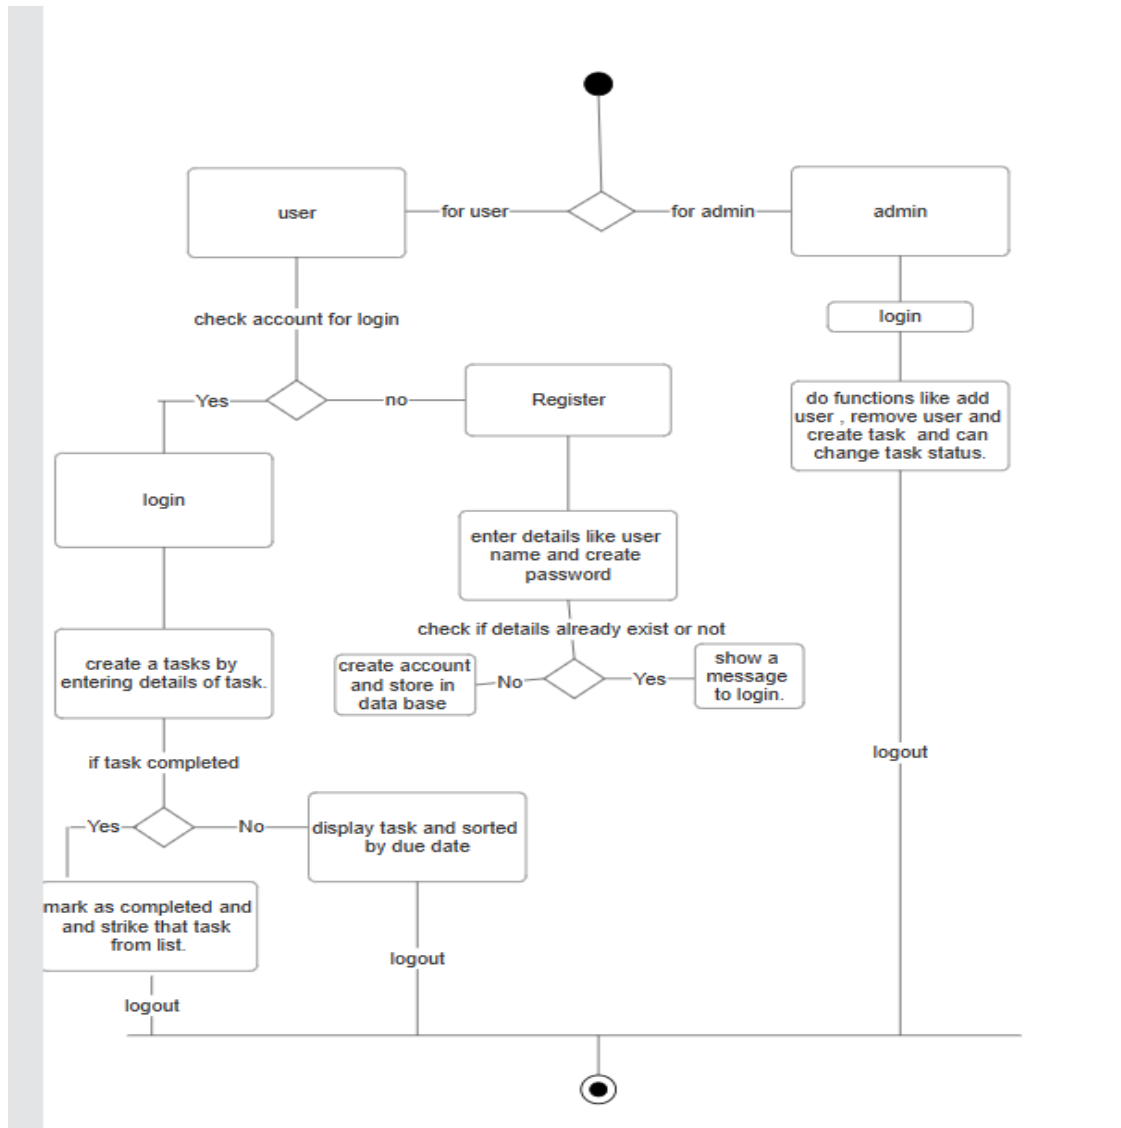 user
for user
for admin
admin
check account for login
login
Yes
no
Register
do functions like add
user , remove user and
create task and can
change task status.
login
enter details like user
name and create
password
check if details already exist or not
create account
and store in
data base
No
Yes
show a
message
to login.
create a tasks by
entering details of task.
if task completed
logout
Yes
No
display task and sorted
by due date
mark as completed and
and strike that task
from list.
logout
logout